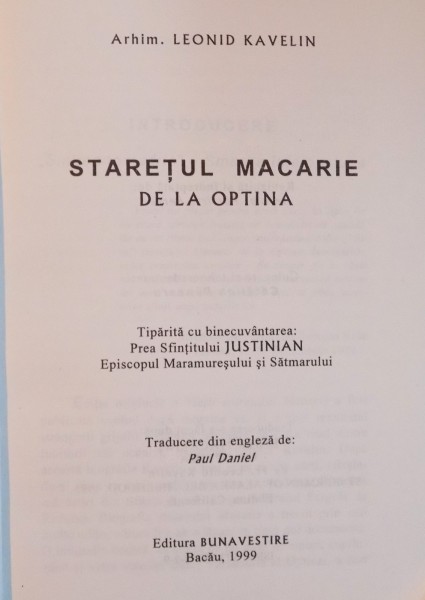 Arhim. LEONID KAVELIN
STAREȚUL MACARIE
DE LA OPTINA
Tipărită cu binecuvântarea:
Prea Sfințitului JUSTINIAN
Episcopul Maramureșului și Sătmarului
Traducere din engleză de:
Paul Daniel
Editura BUNAVESTIRE
Bacău, 1999